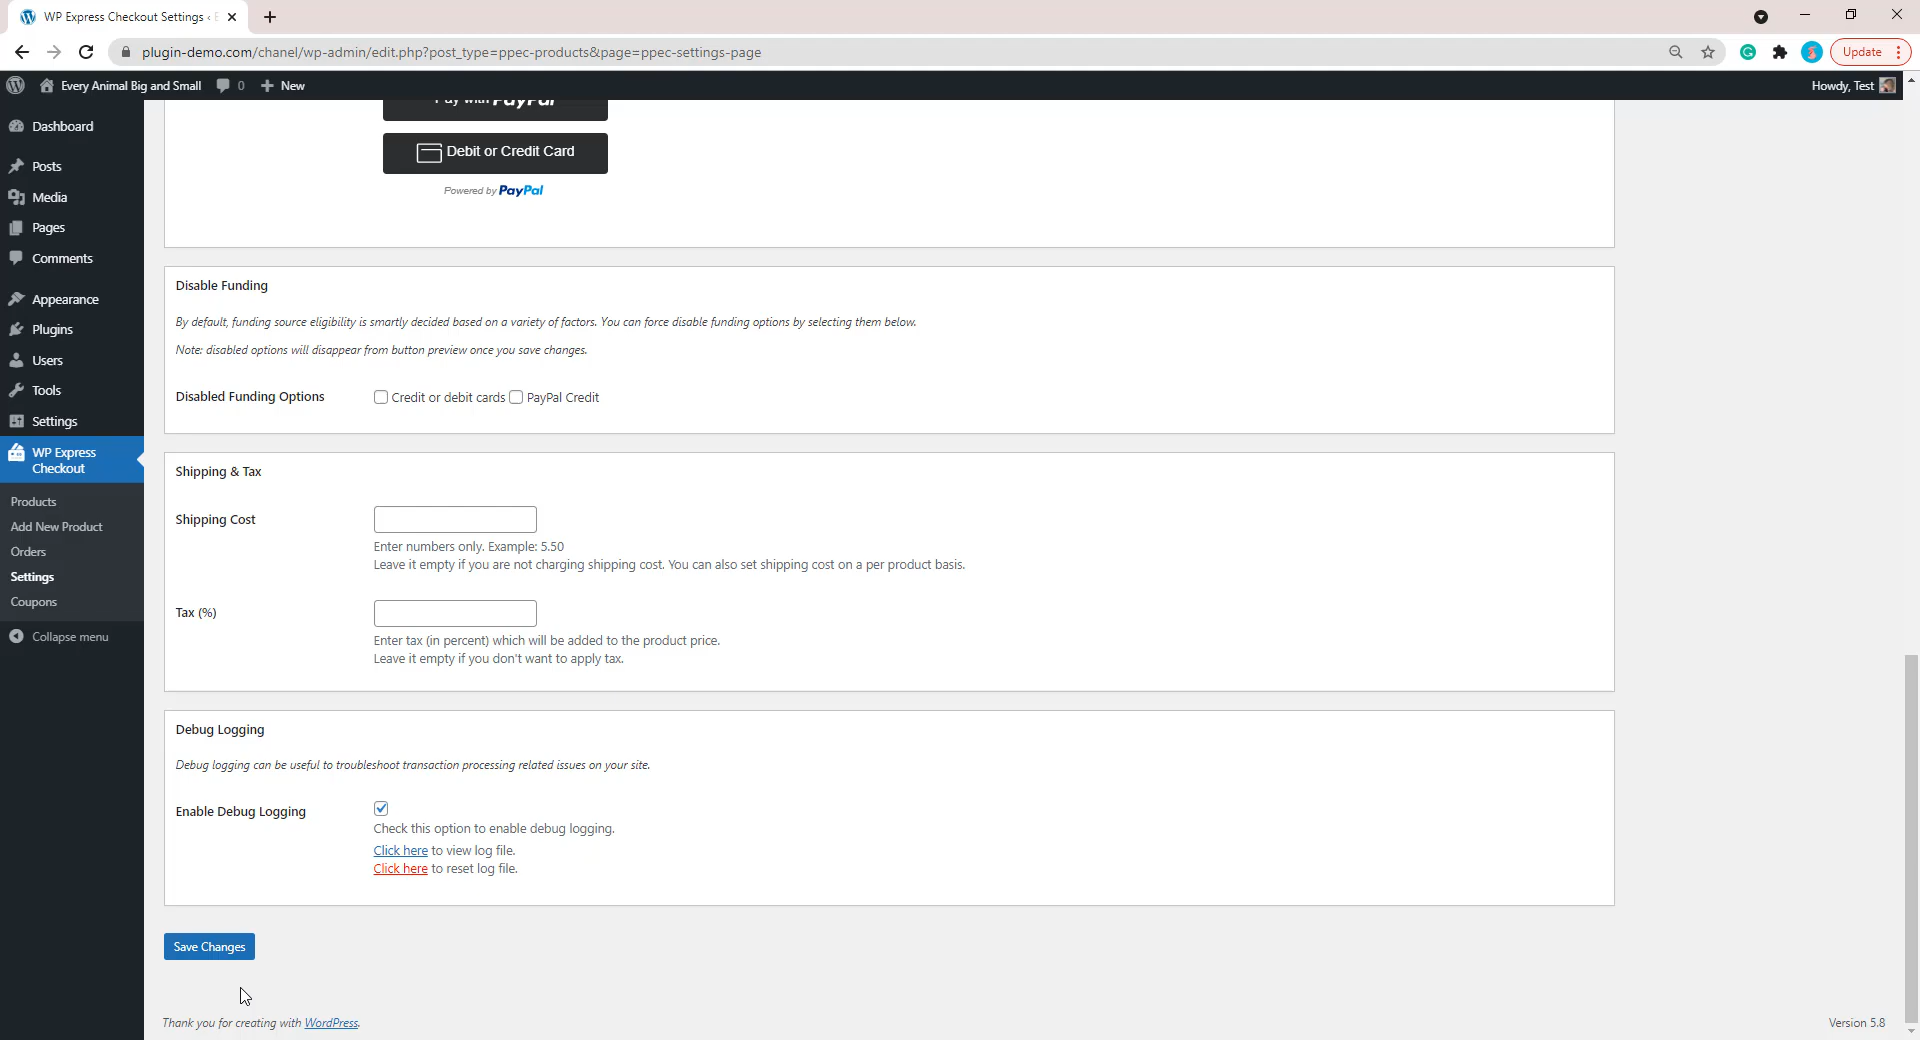 WP Express Checkout Settings ‹
plugin-demo.com/chanel/wp-admin/edit.php?post_type=ppec-products&page=ppec-settings-page
Update
Every Animal Big and Small
0
New
Howdy, Test
Dashboard
Posts
Media
Pages
Comments
Appearance
Plugins
Users
Tools
Settings
WP Express
Checkout
Products
Add New Product
Orders
Settings
Coupons
Collapse menu
Pay with PayPal
Debit or Credit Card
Powered by PayPal
Disable Funding
By default, funding source eligibility is smartly decided based on a variety of factors. You can force disable funding options by selecting them below.
Note: disabled options will disappear from button preview once you save changes.
Disabled Funding Options
Credit or debit cards PayPal Credit
Shipping & Tax
Shipping Cost
Enter numbers only. Example: 5.50
Leave it empty if you are not charging shipping cost. You can also set shipping cost on a per product basis.
Tax (%)
Enter tax (in percent) which will be added to the product price.
Leave it empty if you don't want to apply tax.
Debug Logging
Debug logging can be useful to troubleshoot transaction processing related issues on your site.
Enable Debug Logging
Check this option to enable debug logging.
Click here to view log file.
Click here to reset log file.
Save Changes
Thank you for creating with WordPress.
Version 5.8